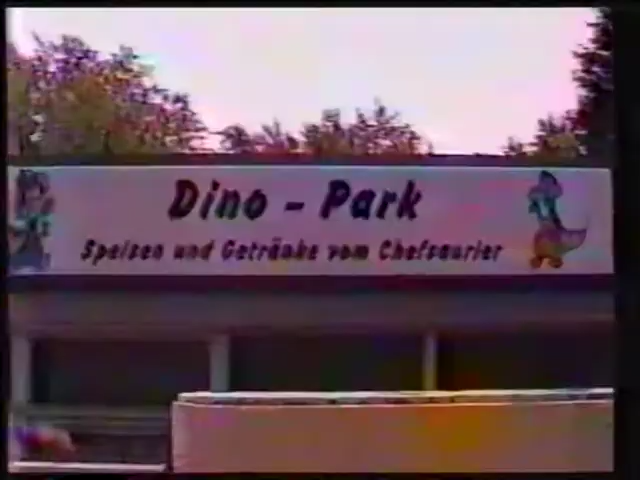 Dino - Park
Speisen und Getränke vom Chefsaurier